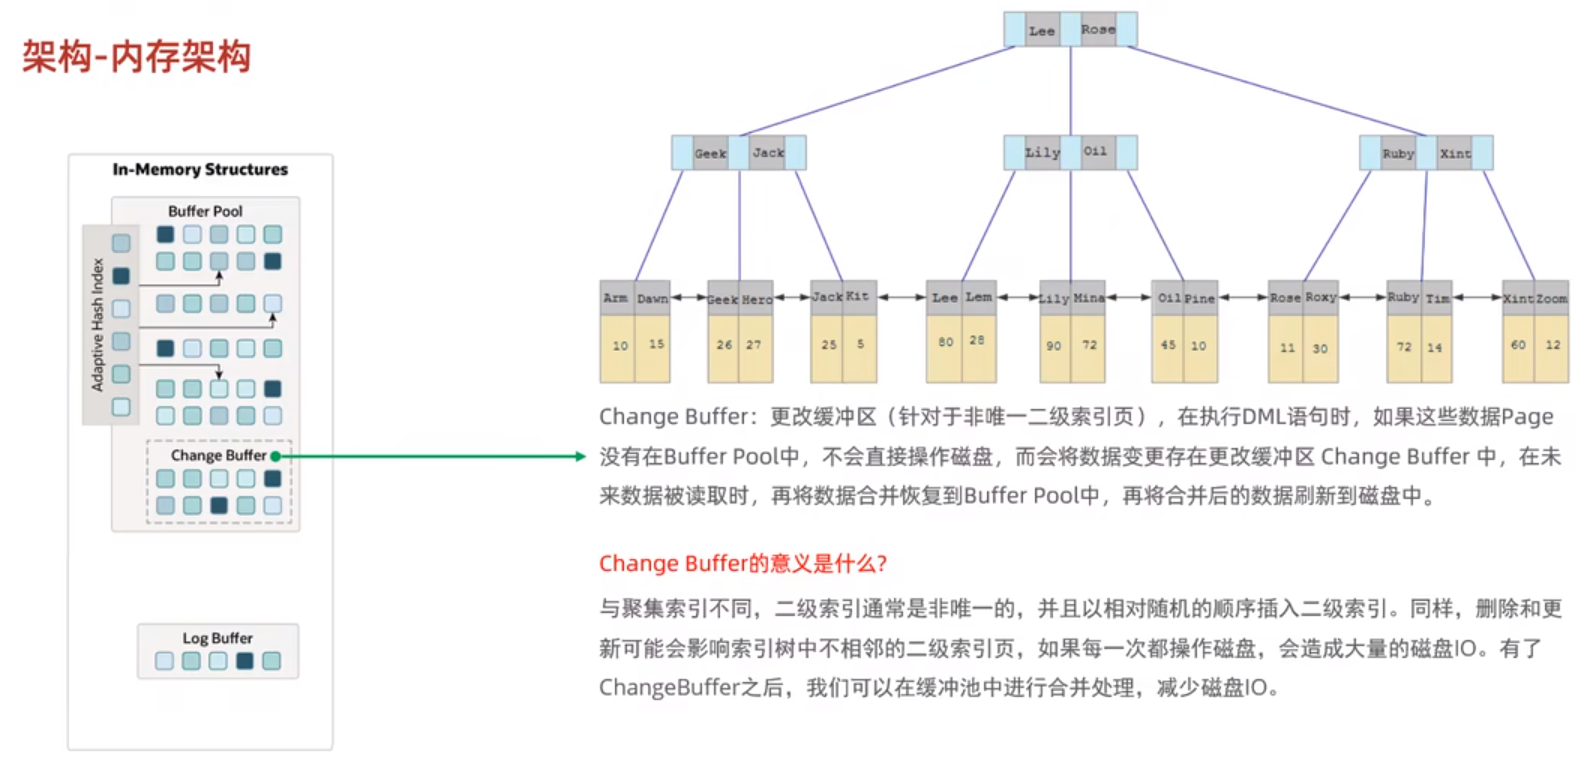 架构-内存架构
In-Memory Structures
Buffer Pool
Adaptive Hash Index
Change Buffer
Log Buffer
Lee Rose
Geek Jack
Lily Oil
Ruby Xint
Arm Dawn Geek Hero Jack Kit Lee Lem Lily Mina Oil Pine Rose Roxy Ruby Tim Xint Zoom
10 15 26 27 25 5 80 28 90 72 45 10 11 30 72 14 60 12
Change Buffer：更改缓冲区（针对于非唯一二级索引页），在执行DML语句时，如果这些数据Page
没有在Buffer Pool中，不会直接操作磁盘，而会将数据变更存在更改缓冲区 Change Buffer 中，在未
来数据被读取时，再将数据合并恢复到Buffer Pool中，再将合并后的数据刷新到磁盘中。
Change Buffer的意义是什么?
与聚集索引不同，二级索引通常是非唯一的，并且以相对随机的顺序插入二级索引。同样，删除和更
新可能会影响索引树中不相邻的二级索引页，如果每一次都操作磁盘，会造成大量的磁盘IO。有了
ChangeBuffer之后，我们可以在缓冲池中进行合并处理，减少磁盘IO。